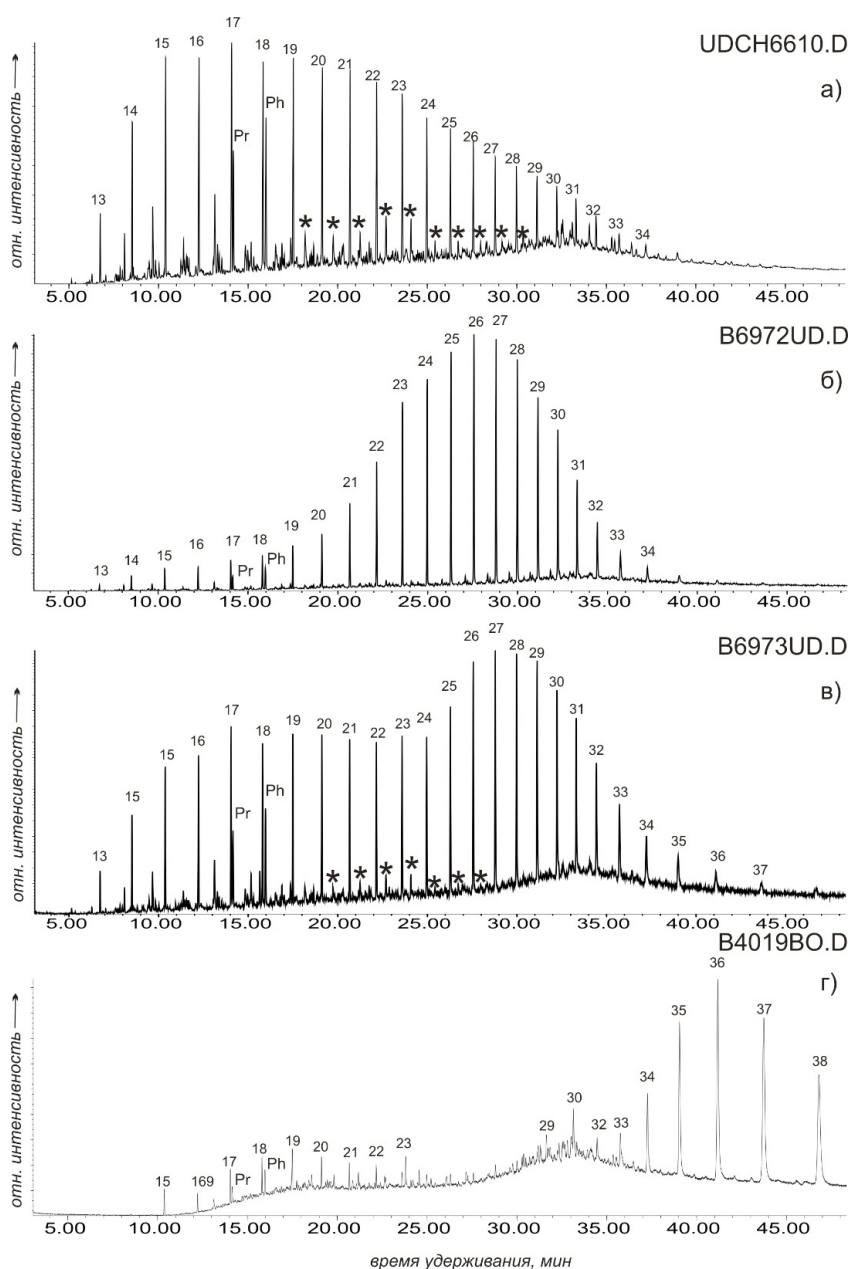 UDCH6610.D
а)
отн. интенсивность
13 14 15 16 17 Pr 18 Ph 19 20 21 22 23 24 25 26 27 28 29 30 31 32 33 34
* * * * * * * * * *
5.00 10.00 15.00 20.00 25.00 30.00 35.00 40.00 45.00
B6972UD.D
б)
отн. интенсивность
13 14 15 16 17 Pr 18 Ph 19 20 21 22 23 24 25 26 27 28 29 30 31 32 33 34
5.00 10.00 15.00 20.00 25.00 30.00 35.00 40.00 45.00
B6973UD.D
в)
отн. интенсивность
13 15 15 16 17 Pr 18 Ph 19 20 21 22 23 24 25 26 27 28 29 30 31 32 33 34 35 36 37
* * * * * * *
5.00 10.00 15.00 20.00 25.00 30.00 35.00 40.00 45.00
B4019BO.D
г)
отн. интенсивность
15 169 17 Pr 18 Ph 19 20 21 22 23 29 30 32 33 34 35 36 37 38
5.00 10.00 15.00 20.00 25.00 30.00 35.00 40.00 45.00
время удерживания, мин